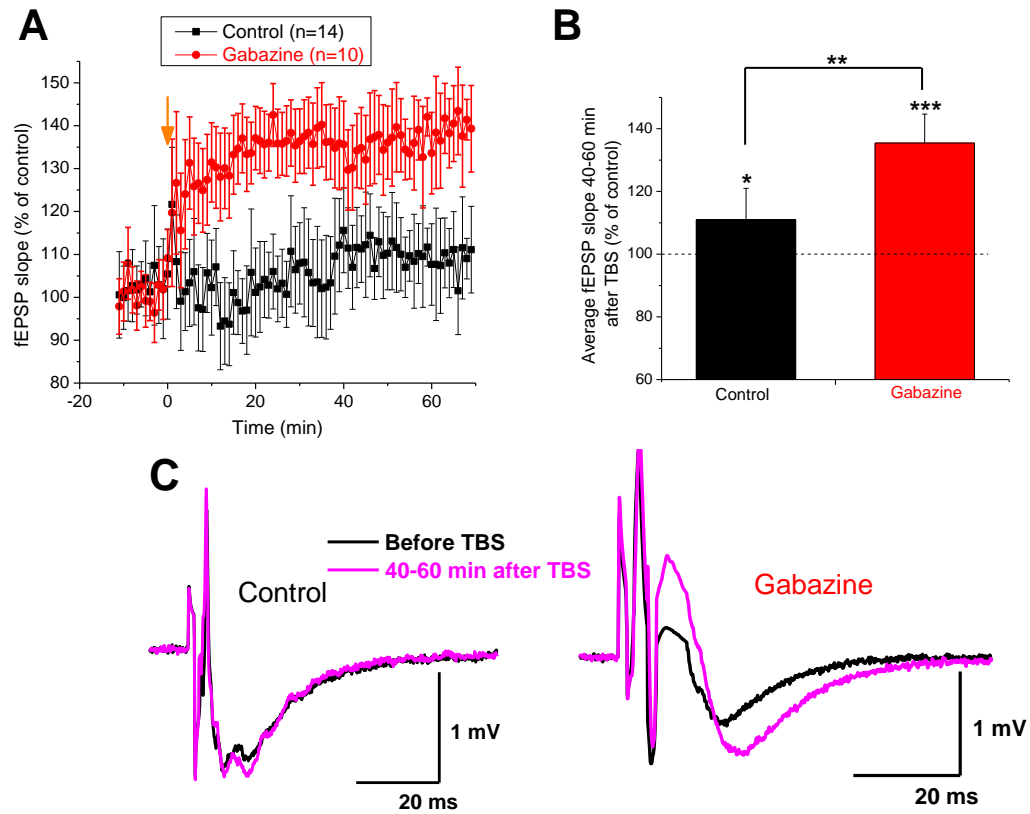 A
Control (n=14)
Gabazine (n=10)
fEPSP slope (% of control)
150
140
130
120
110
100
90
80
-20
0
20
40
60
Time (min)
B
**
***
*
Average fEPSP slope 40-60 min
after TBS (% of control)
140
120
100
80
60
Control
Gabazine
C
Before TBS
40-60 min after TBS
Control
Gabazine
1 mV
20 ms
1 mV
20 ms